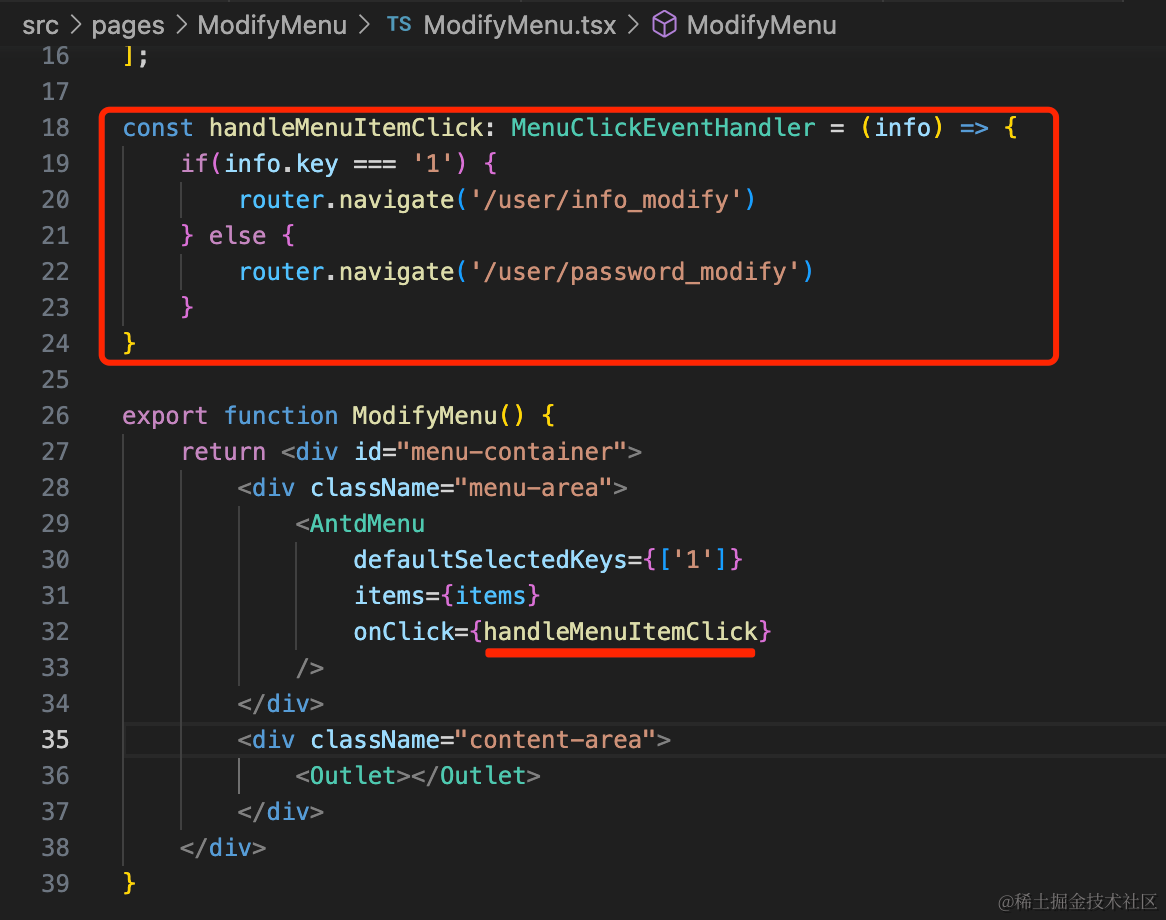 src > pages > ModifyMenu > TS ModifyMenu.tsx > ModifyMenu
16 ];
17
18 const handleMenuItemClick: MenuClickEventHandler = (info) => {
19     if(info.key === '1') {
20         router.navigate('/user/info_modify')
21     } else {
22         router.navigate('/user/password_modify')
23     }
24 }
25
26 export function ModifyMenu() {
27     return <div id="menu-container">
28         <div className="menu-area">
29             <AntdMenu
30                 defaultSelectedKeys={['1']}
31                 items={items}
32                 onClick={handleMenuItemClick}
33             />
34         </div>
35         <div className="content-area">
36             <Outlet></Outlet>
37         </div>
38     </div>
39 }
@稀土掘金技术社区